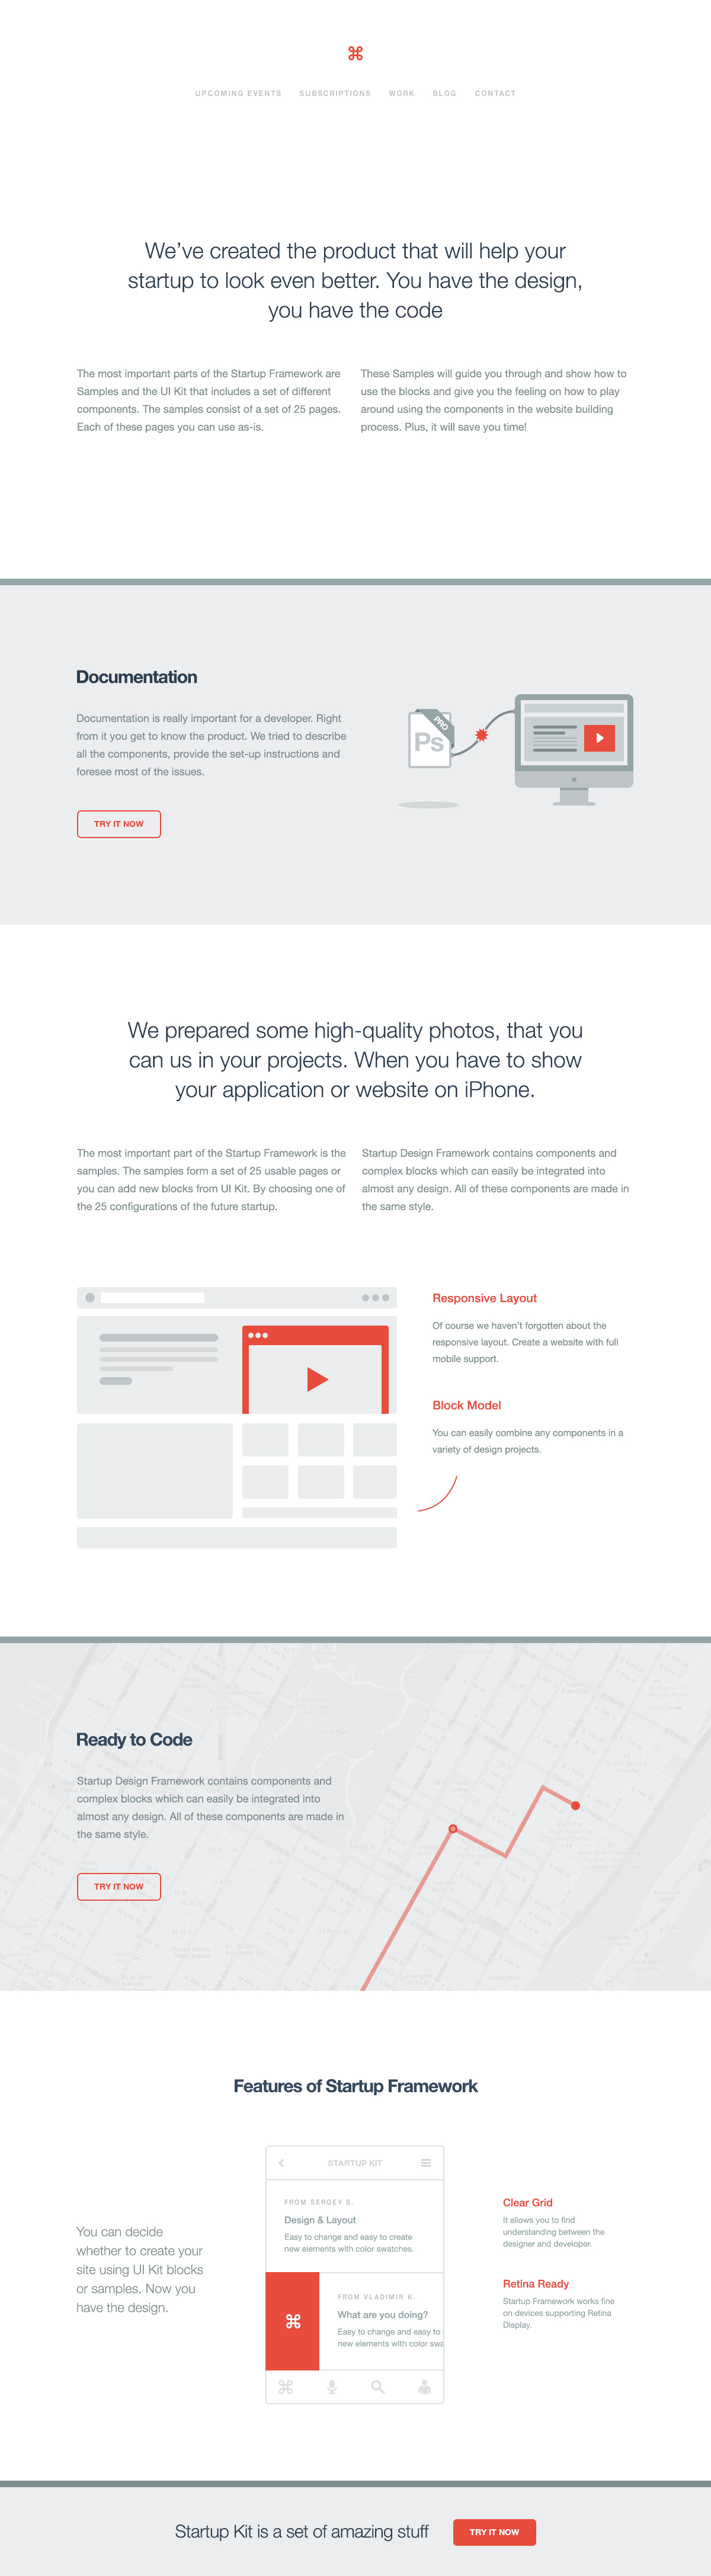 UPCOMING EVENTS SUBSCRIPTIONS WORK BLOG CONTACT
We've created the product that will help your
startup to look even better. You have the design,
you have the code
The most important parts of the Startup Framework are
Samples and the UI Kit that includes a set of different
components. The samples consist of a set of 25 pages.
Each of these pages you can use as-is.
These Samples will guide you through and show how to
use the blocks and give you the feeling on how to play
around using the components in the website building
process. Plus, it will save you time!
Documentation
Documentation is really important for a developer. Right
from it you get to know the product. We tried to describe
all the components, provide the set-up instructions and
foresee most of the issues.
TRY IT NOW
PRO
Ps
We prepared some high-quality photos, that you
can us in your projects. When you have to show
your application or website on iPhone.
The most important part of the Startup Framework is the
samples. The samples form a set of 25 usable pages or
you can add new blocks from UI Kit. By choosing one of
the 25 configurations of the future startup.
Startup Design Framework contains components and
complex blocks which can easily be integrated into
almost any design. All of these components are made in
the same style.
Responsive Layout
Of course we haven't forgotten about the
responsive layout. Create a website with full
mobile support.
Block Model
You can easily combine any components in a
variety of design projects.
Ready to Code
Startup Design Framework contains components and
complex blocks which can easily be integrated into
almost any design. All of these components are made in
the same style.
TRY IT NOW
Features of Startup Framework
You can decide
whether to create your
site using UI Kit blocks
or samples. Now you
have the design.
STARTUP KIT
FROM SERGEY S.
Design & Layout
Easy to change and easy to create
new elements with color swatches.
FROM VLADIMIR K.
What are you doing?
Easy to change and easy to
new elements with color swa
Clear Grid
It allows you to find
understanding between the
designer and developer.
Retina Ready
Startup Framework works fine
on devices supporting Retina
Display.
Startup Kit is a set of amazing stuff
TRY IT NOW